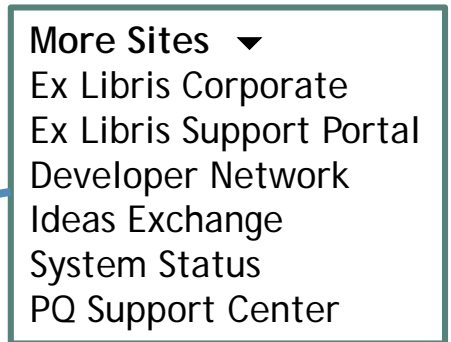 More Sites
Ex Libris Corporate
Ex Libris Support Portal
Developer Network
Ideas Exchange
System Status
PQ Support Center